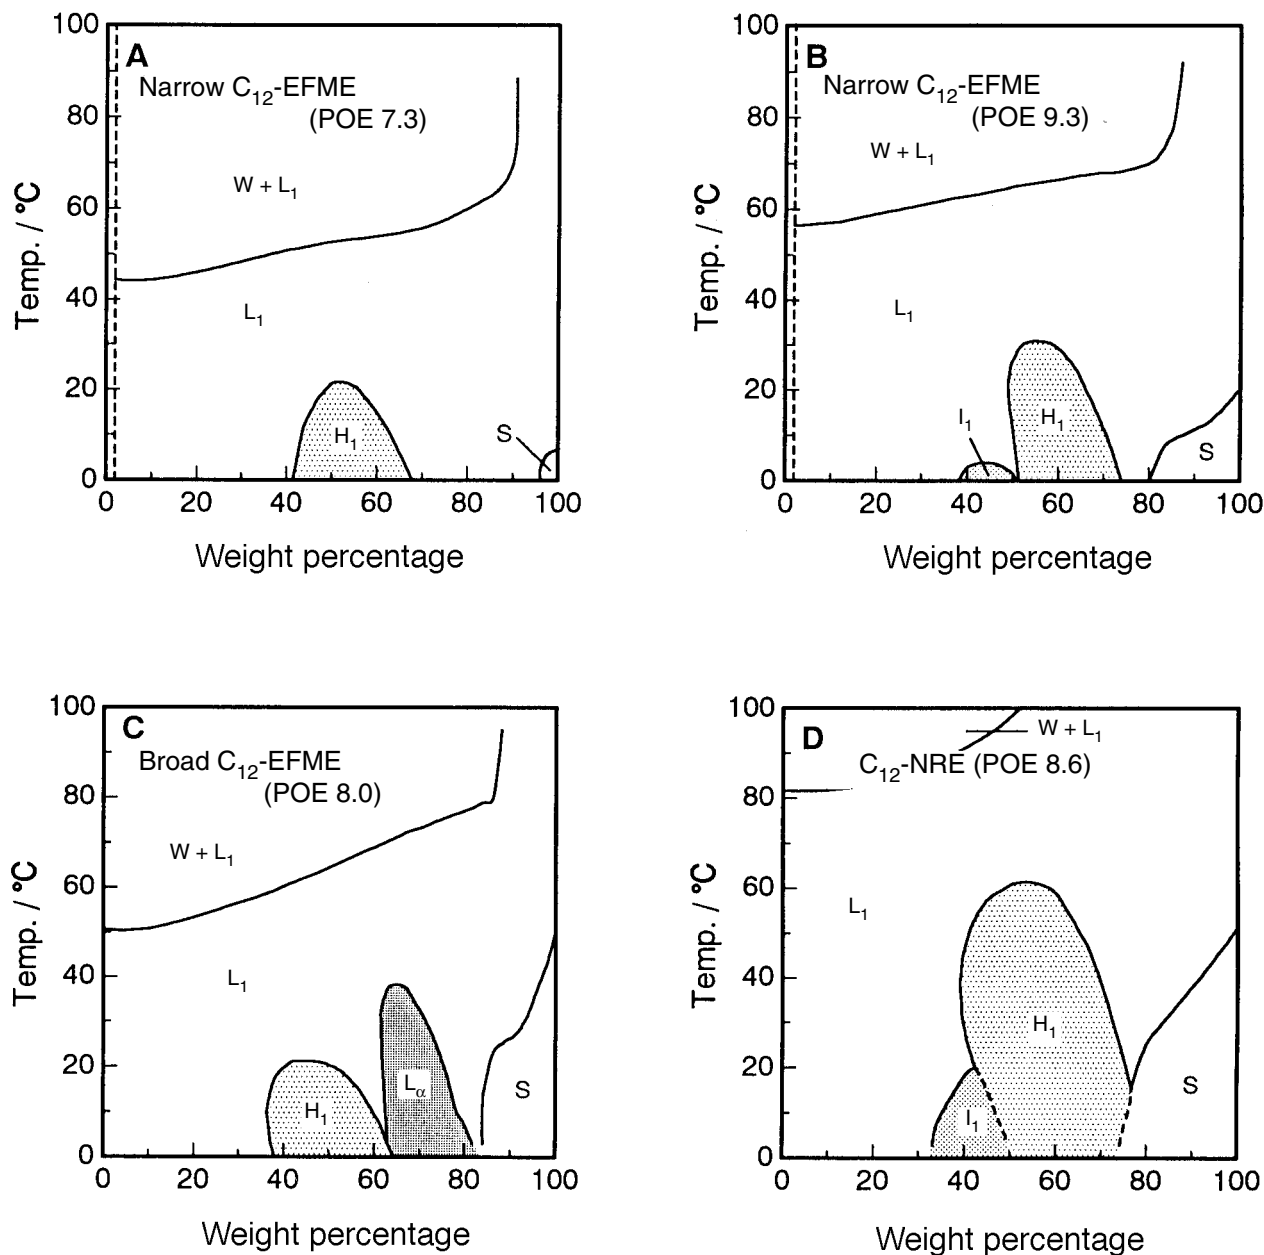 A
Narrow C₁₂-EFME
(POE 7.3)
W + L₁
L₁
H₁
S
100
80
60
40
20
0
0 20 40 60 80 100
Temp. / °C
Weight percentage
B
Narrow C₁₂-EFME
(POE 9.3)
W + L₁
L₁
I₁
H₁
S
100
80
60
40
20
0
0 20 40 60 80 100
Temp. / °C
Weight percentage
C
Broad C₁₂-EFME
(POE 8.0)
W + L₁
L₁
H₁
Lα
S
100
80
60
40
20
0
0 20 40 60 80 100
Temp. / °C
Weight percentage
D
W + L₁
C₁₂-NRE (POE 8.6)
L₁
H₁
I₁
S
100
80
60
40
20
0
0 20 40 60 80 100
Temp. / °C
Weight percentage